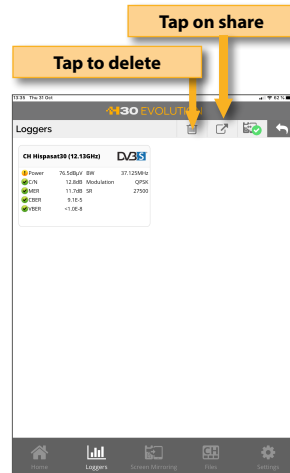 Tap on share
Tap to delete
13:35 Thu 31 Oct 62 %
H30 EVOLUTION
Loggers
CH Hispasat30 (12.13GHz) DVB S
Power 76.5dBµV BW 37.125MHz
C/N 12.8dB Modulation QPSK
MER 11.7dB SR 27500
CBER 9.1E-5
VBER <1.0E-8
Home Loggers Screen Mirroring Files Settings